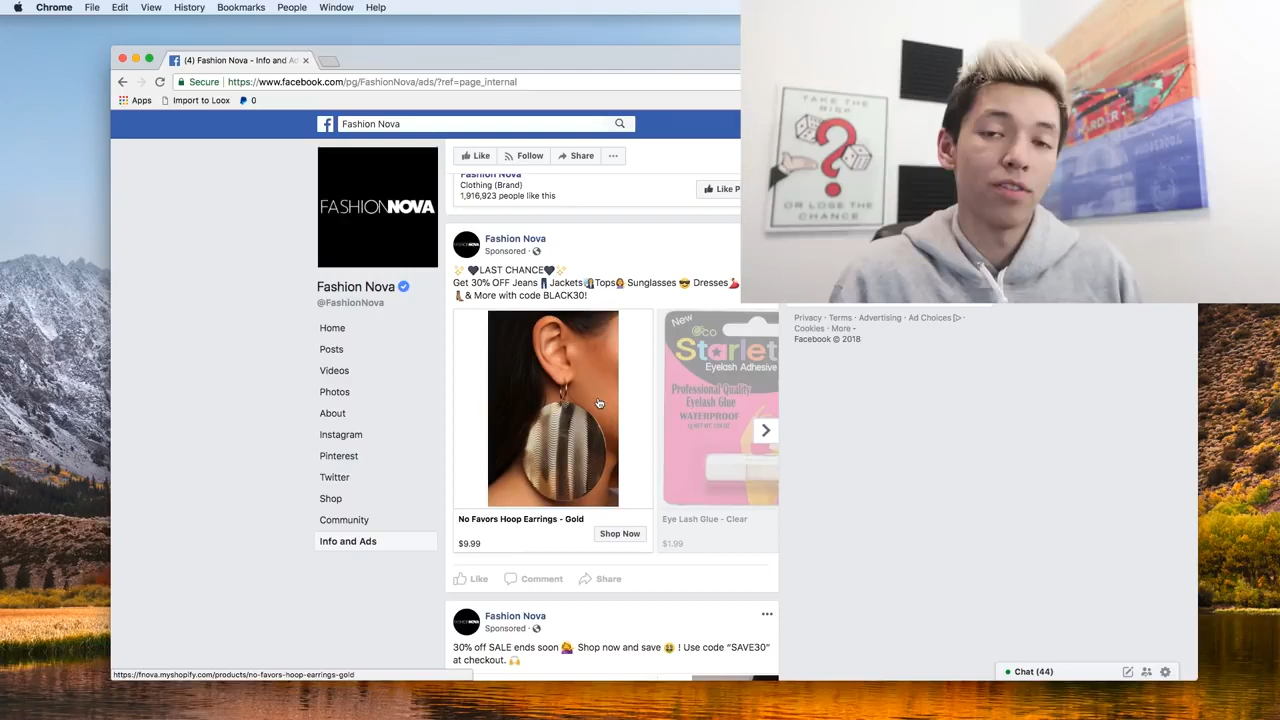 Chrome File Edit View History Bookmarks People Window Help
(4) Fashion Nova - Info and Ad
Secure https://www.facebook.com/pg/FashionNova/ads/?ref=page_internal
Apps Import to Loox 0
Fashion Nova
Like Follow Share
Fashion Nova
Clothing (Brand)
1,916,923 people like this
Like P
FASHIONNOVA
Fashion Nova
@FashionNova
Home
Posts
Videos
Photos
About
Instagram
Pinterest
Twitter
Shop
Community
Info and Ads
Fashion Nova
Sponsored ·
✨ 🖤LAST CHANCE🖤✨
Get 30% OFF Jeans 👖Jackets Tops Sunglasses 😎 Dresses
& More with code BLACK30!
No Favors Hoop Earrings - Gold
$9.99
Shop Now
New
eco
Starlet
Eyelash Adhesive
Professional Quality
Eyelash Glue
WATERPROOF
Eye Lash Glue - Clear
$1.99
Like Comment Share
Fashion Nova
Sponsored ·
30% off SALE ends soon Shop now and save ! Use code "SAVE30"
at checkout.
https://fnova.myshopify.com/products/no-favors-hoop-earrings-gold
TAKE THE
RISK
?
OR LOSE THE
CHANCE
HARDER
Privacy · Terms · Advertising · Ad Choices ·
Cookies · More
Facebook © 2018
Chat (44)